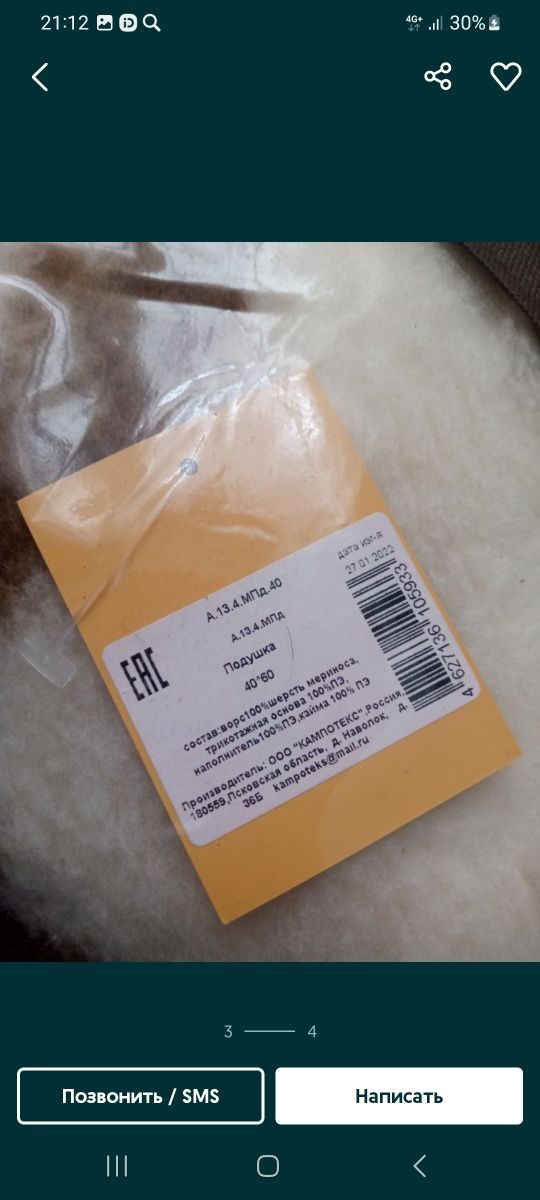 21:12
4G+
30%
дата изг-я.
27.01.2022
А.13.4.МПд.40
А.13.4.МПд
EAC
Подушка
40*60
состав:ворс100%шерсть мериноса,
трикотажная основа 100%ПЭ,
наполнитель100%ПЭ,кайма 100% ПЭ
Производитель: ООО "КАМПОТЕКС",Россия,
180559,Псковская область, д. Наволок, д.
36Б kampoteks@mail.ru
4 627136 105933
3
4
Позвонить / SMS
Написать